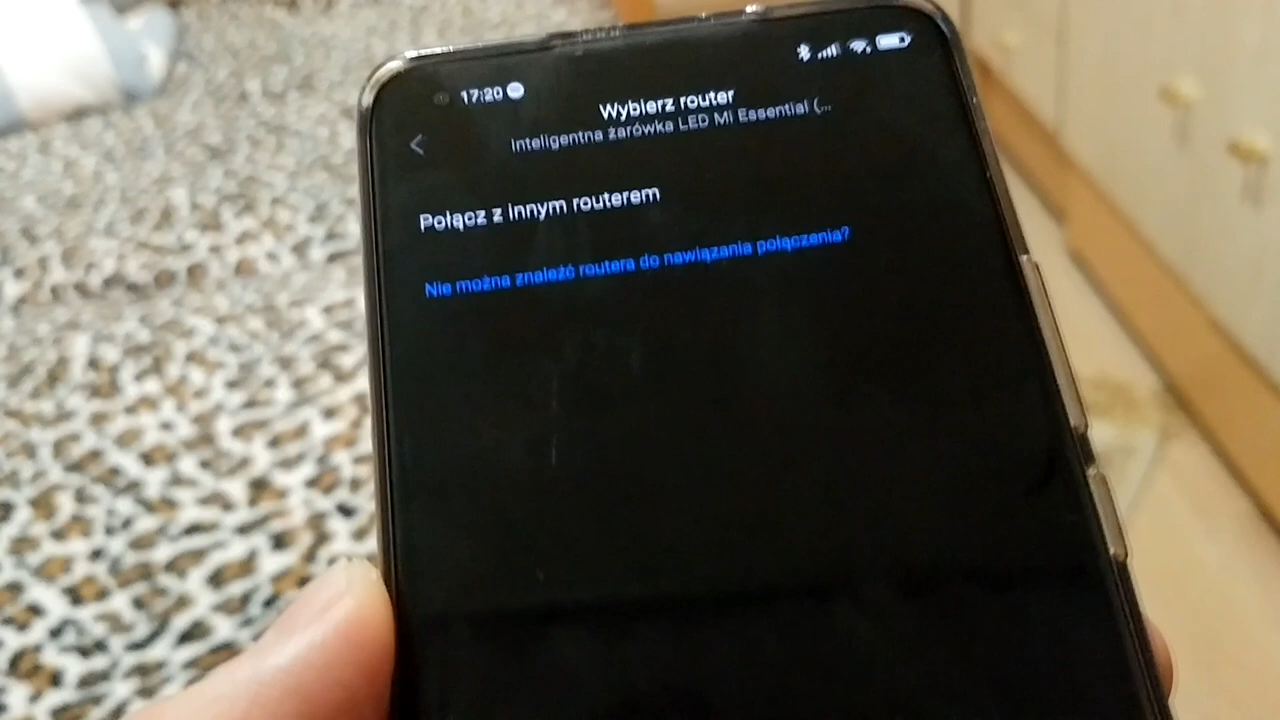 17:20
Wybierz router
Inteligentna żarówka LED Mi Essential (...
Połącz z innym routerem
Nie można znaleźć routera do nawiązania połączenia?